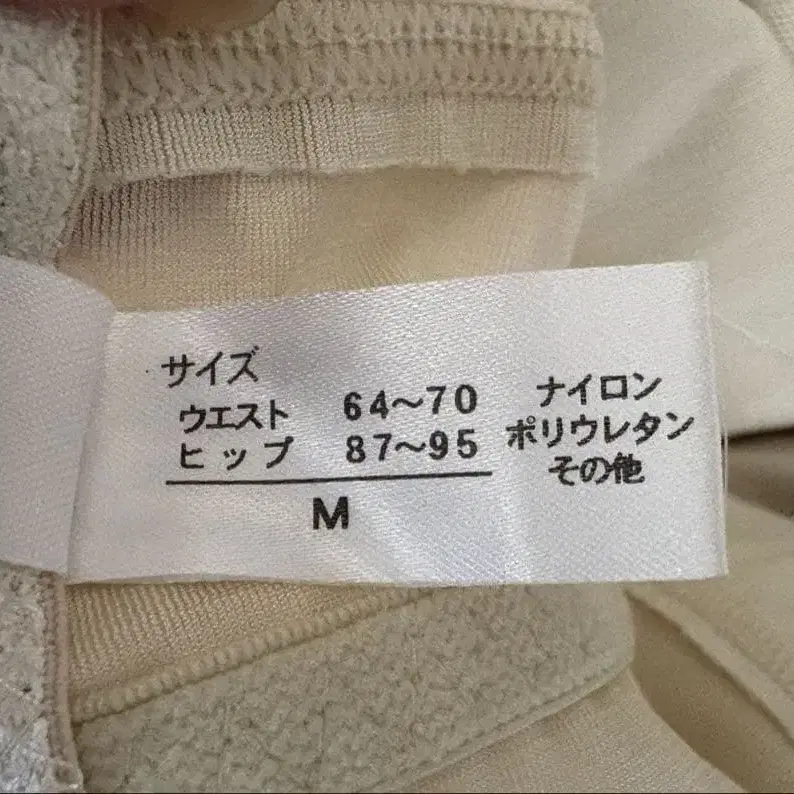 サイズ
ウエスト 64～70
ヒップ 87～95
M
ナイロン
ポリウレタン
その他